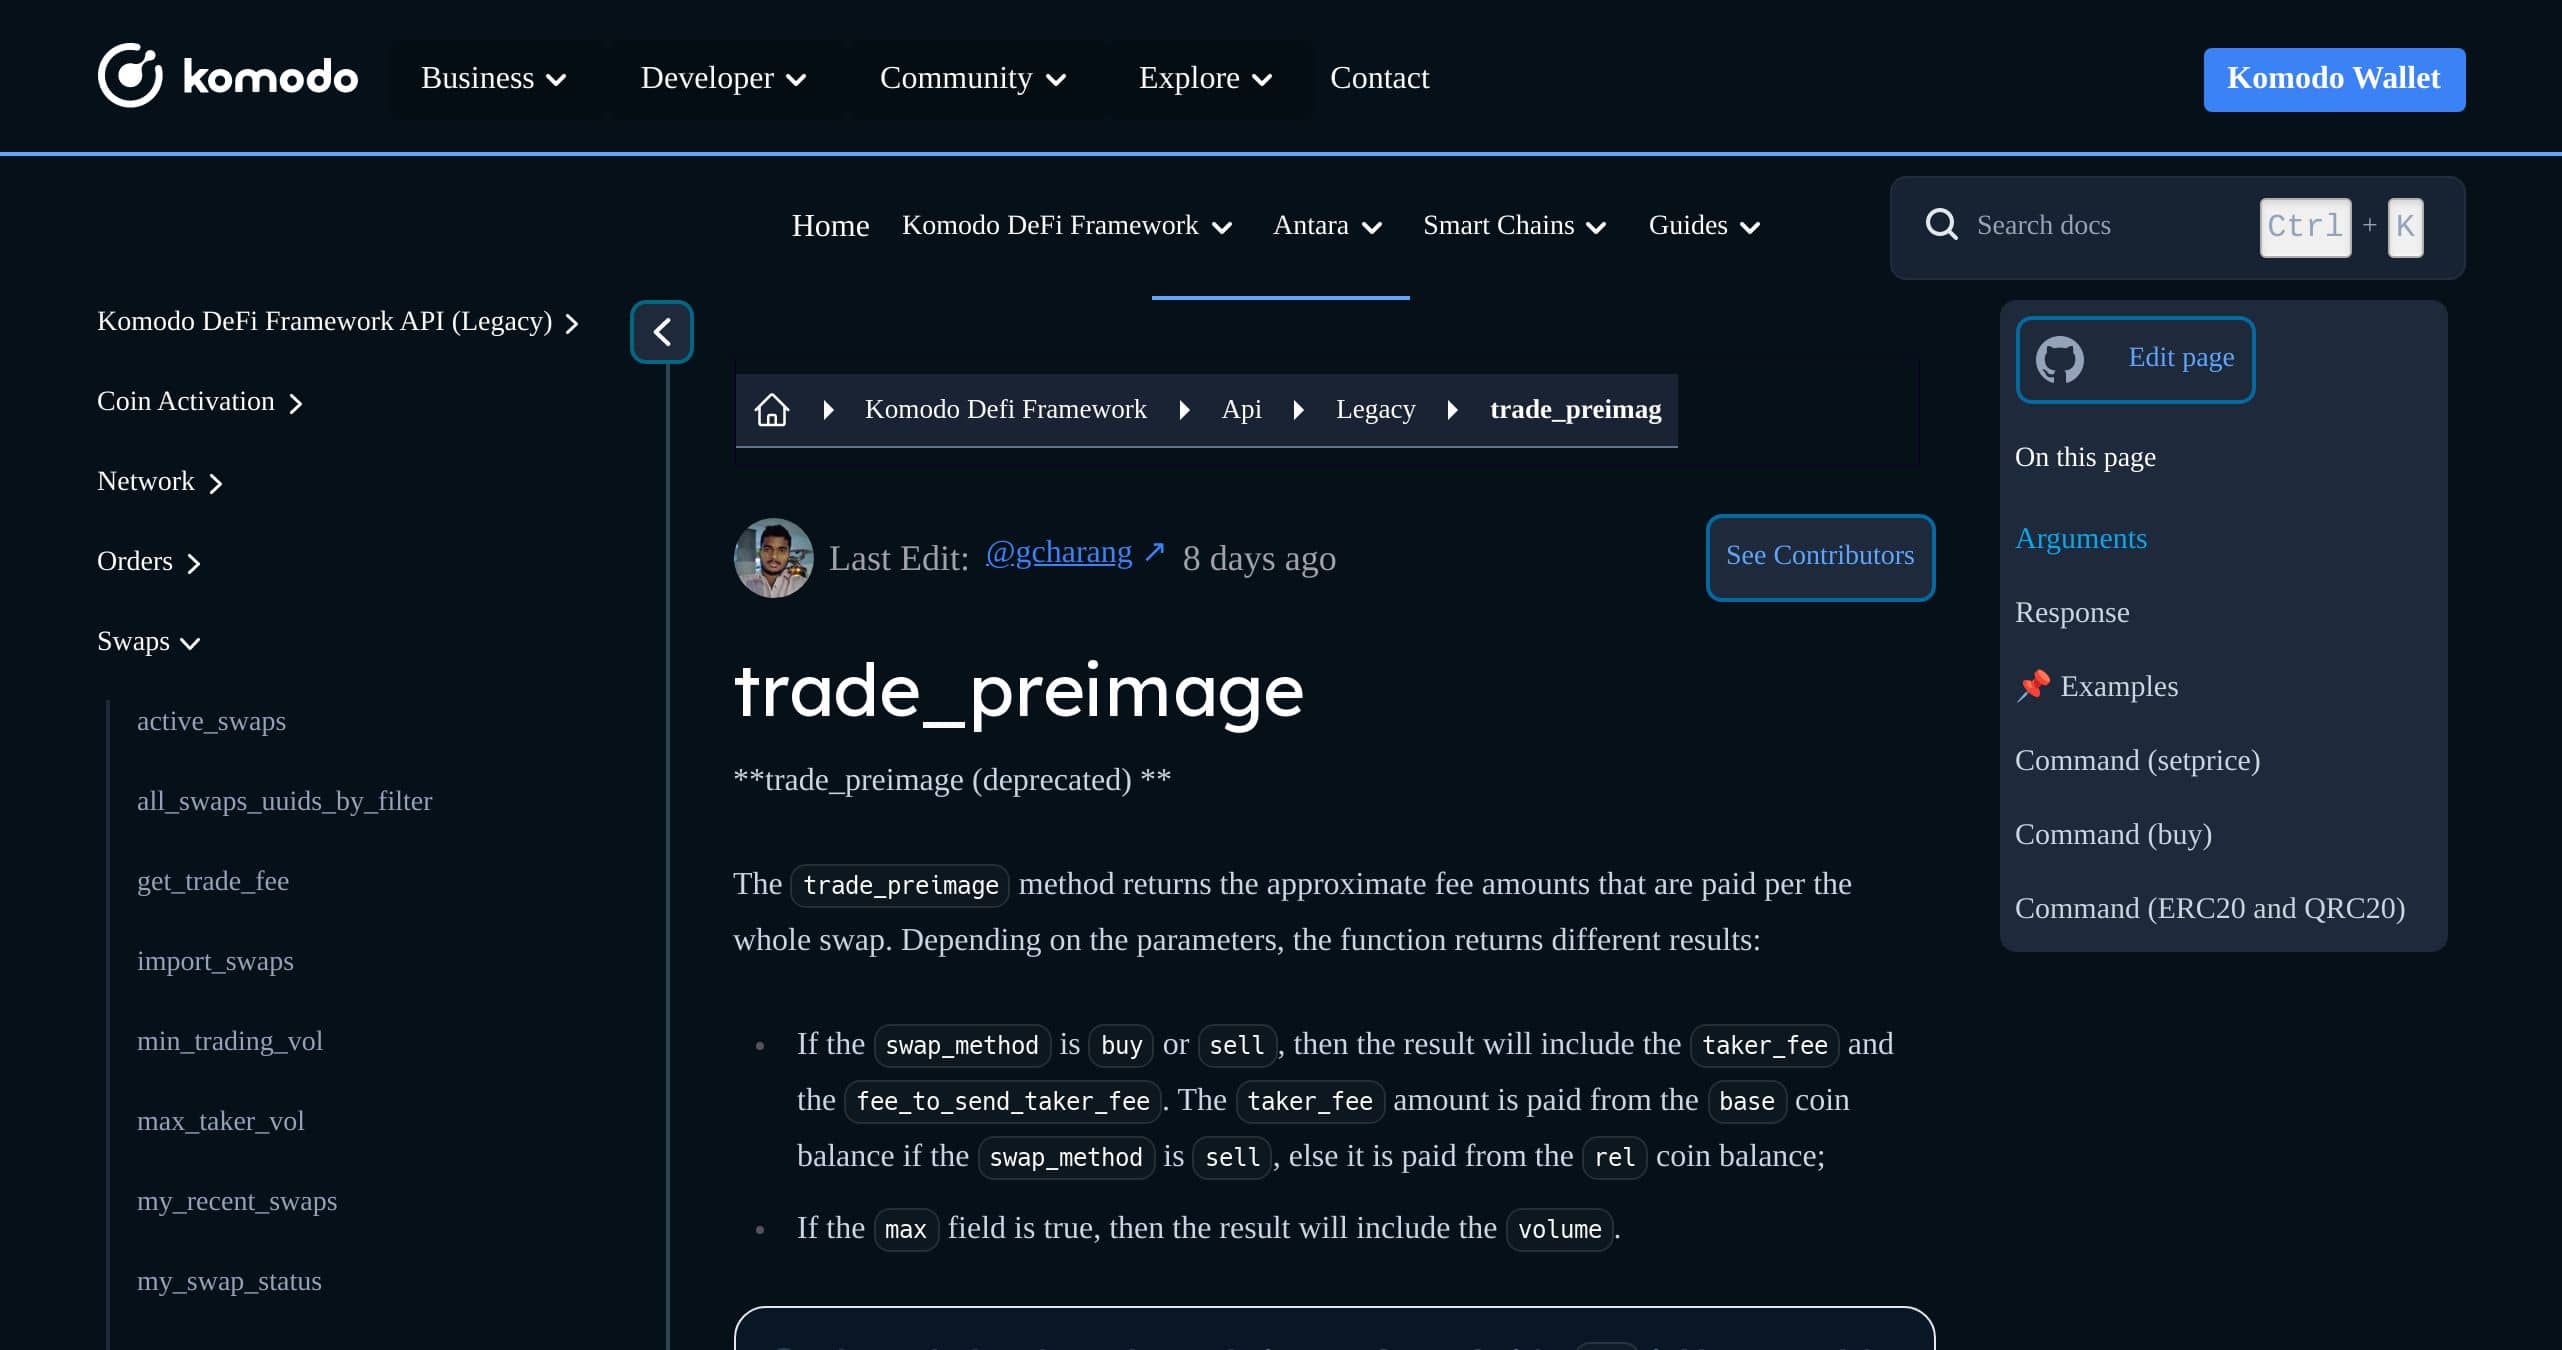 komodo Business Developer Community Explore Contact Komodo Wallet
Home Komodo DeFi Framework Antara Smart Chains Guides Search docs Ctrl + K
Komodo DeFi Framework API (Legacy)
Coin Activation
Network
Orders
Swaps
active_swaps
all_swaps_uuids_by_filter
get_trade_fee
import_swaps
min_trading_vol
max_taker_vol
my_recent_swaps
my_swap_status
Komodo Defi Framework Api Legacy trade_preimag
Last Edit: @gcharang ↗ 8 days ago See Contributors
trade_preimage
**trade_preimage (deprecated) **
The trade_preimage method returns the approximate fee amounts that are paid per the
whole swap. Depending on the parameters, the function returns different results:
If the swap_method is buy or sell, then the result will include the taker_fee and
the fee_to_send_taker_fee. The taker_fee amount is paid from the base coin
balance if the swap_method is sell, else it is paid from the rel coin balance;
If the max field is true, then the result will include the volume.
Edit page
On this page
Arguments
Response
📌 Examples
Command (setprice)
Command (buy)
Command (ERC20 and QRC20)